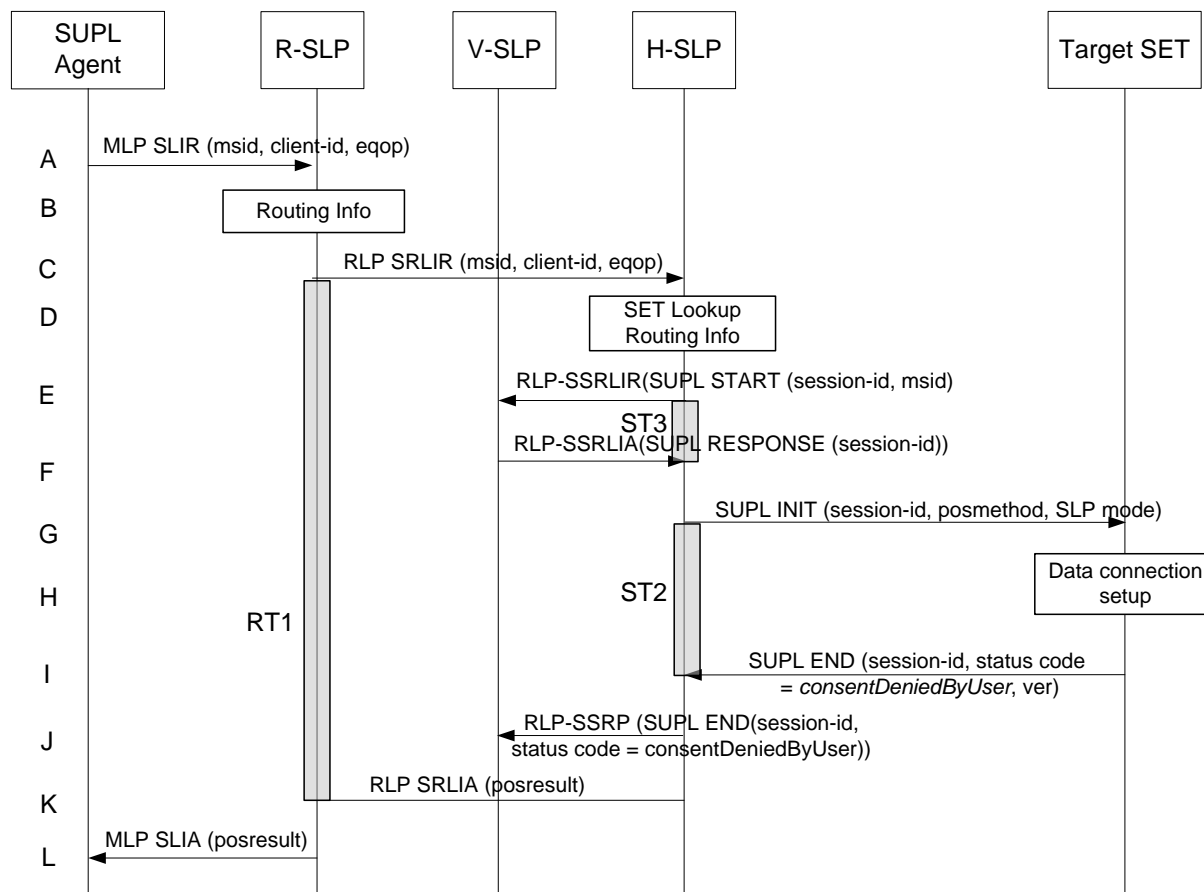 SUPL
Agent
R-SLP
V-SLP
H-SLP
Target SET
A
MLP SLIR (msid, client-id, eqop)
B
Routing Info
C
RLP SRLIR (msid, client-id, eqop)
D
SET Lookup
Routing Info
E
RLP-SSRLIR(SUPL START (session-id, msid)
ST3
F
RLP-SSRLIA(SUPL RESPONSE (session-id))
G
SUPL INIT (session-id, posmethod, SLP mode)
H
Data connection
setup
ST2
RT1
I
SUPL END (session-id, status code
= consentDeniedByUser, ver)
J
RLP-SSRP (SUPL END(session-id,
status code = consentDeniedByUser))
K
RLP SRLIA (posresult)
L
MLP SLIA (posresult)